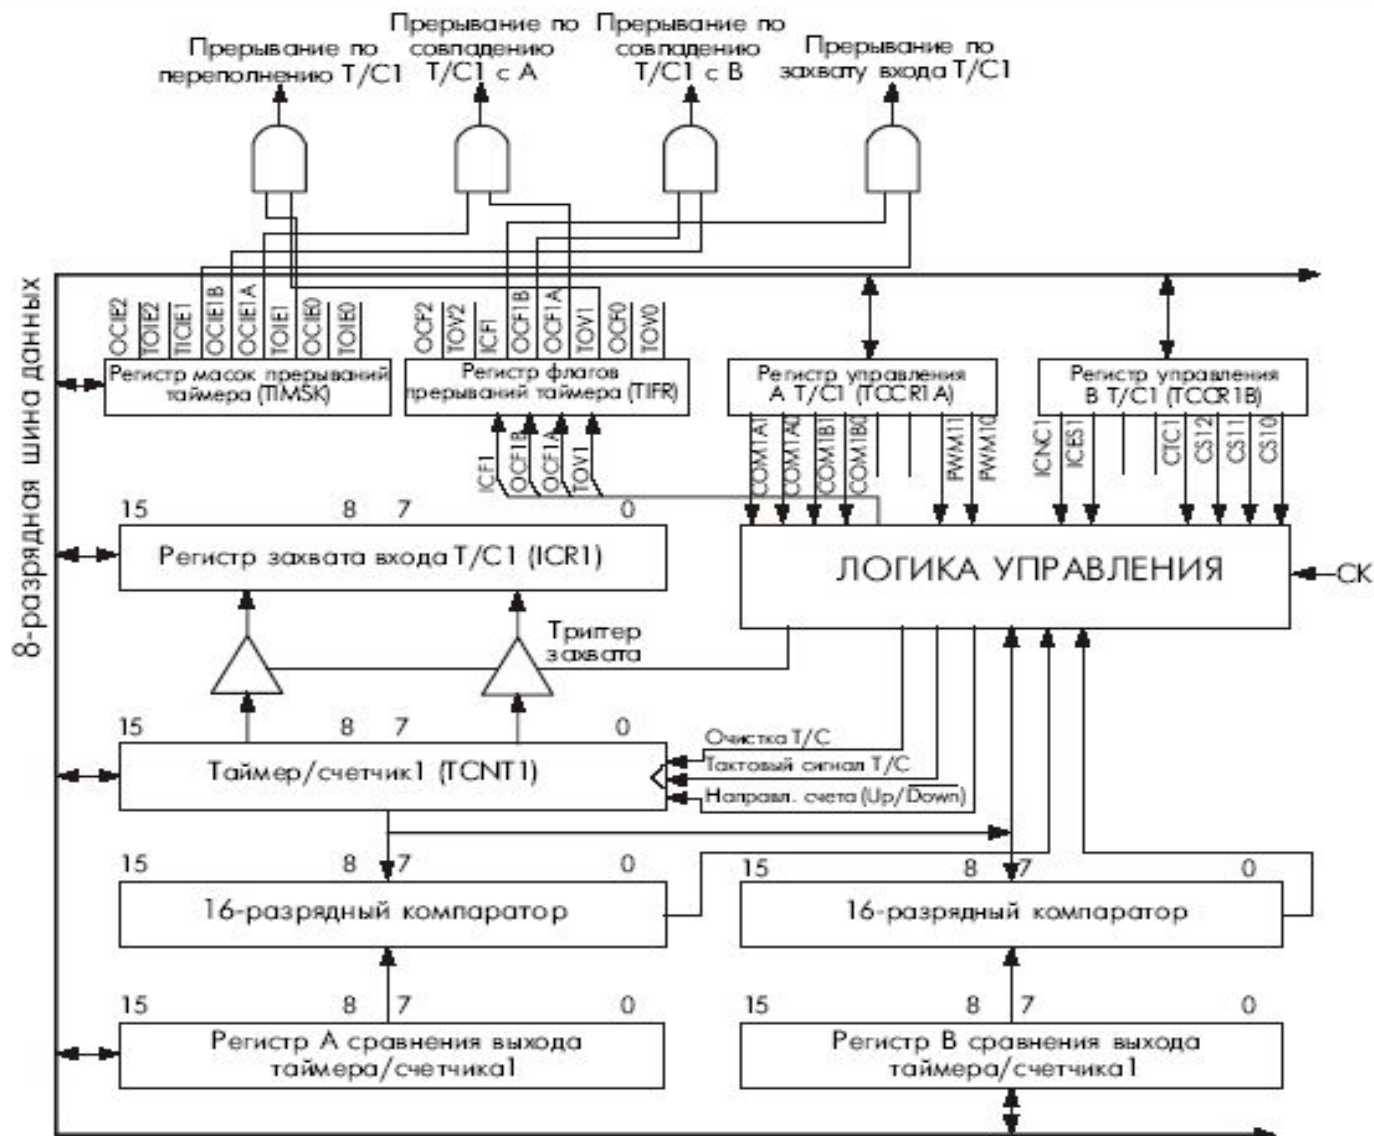 Прерывание по
переполнению Т/С1
Прерывание по
совпадению
Т/С1 с А
Прерывание по
совпадению
Т/С1 с В
Прерывание по
захвату входа Т/С1
8-разрядная шина данных
OCIE2
TOIE2
TICIE1
OCIE1B
OCIE1A
TOIE1
OCIE0
TOIE0
OCF2
TOV2
ICF1
OCF1B
OCF1A
TOV1
OCF0
TOV0
Регистр масок прерываний
таймера (TIMSK)
Регистр флагов
прерываний таймера (TIFR)
Регистр управления
А Т/С1 (TCCR1A)
Регистр управления
В Т/С1 (TCCR1B)
ICF1
OCF1B
OCF1A
TOV1
COM1A1
COM1A0
COM1B1
COM1B0
PWM11
PWM10
ICNC1
ICES1
CTC1
CS12
CS11
CS10
15 8 7 0
Регистр захвата входа Т/С1 (ICR1)
ЛОГИКА УПРАВЛЕНИЯ
СК
Триггер
захвата
15 8 7 0
Таймер/счетчик1 (TCNT1)
Очистка Т/С
Тактовый сигнал Т/С
Направл. счета (Up/Down)
15 8 7 0
16-разрядный компаратор
15 8 7 0
16-разрядный компаратор
15 8 7 0
Регистр А сравнения выхода
таймера/счетчика1
15 8 7 0
Регистр В сравнения выхода
таймера/счетчика1